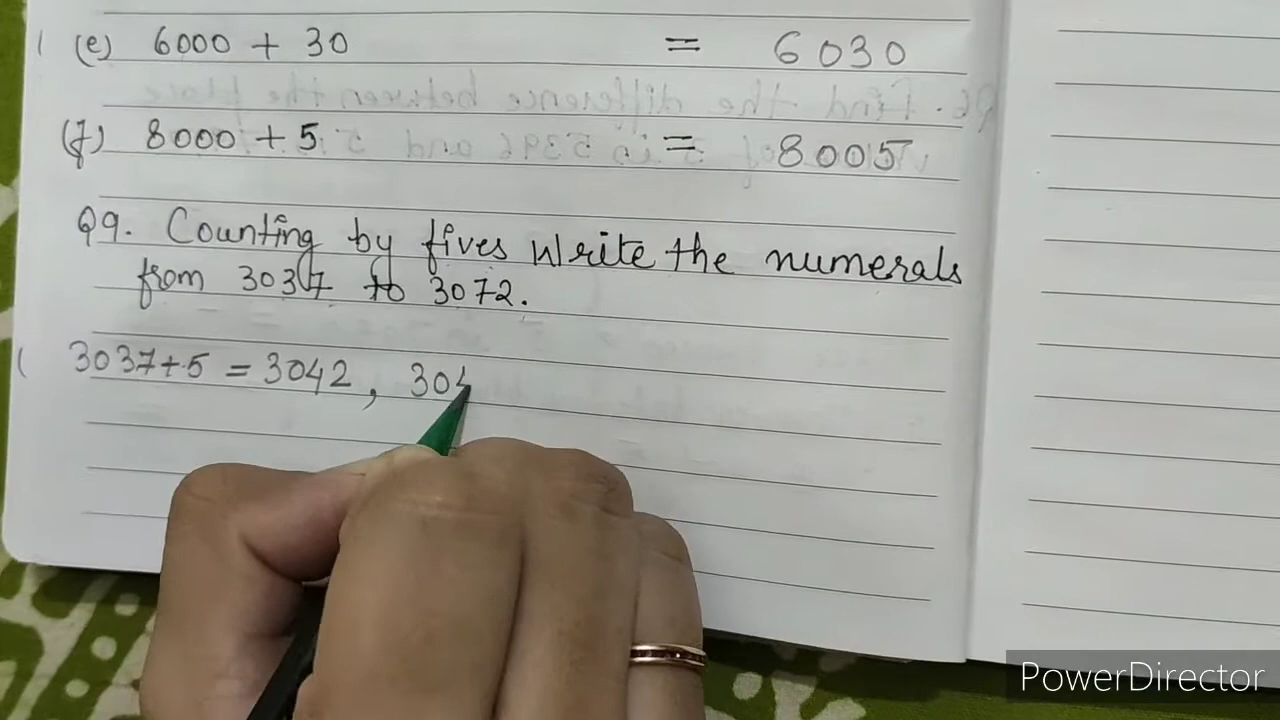 (e) 6000 + 30 = 6030
(f) 8000 + 5 = 8005
Q9. Counting by fives write the numerals
from 3037 to 3072.
3037+5 = 3042, 304
PowerDirector